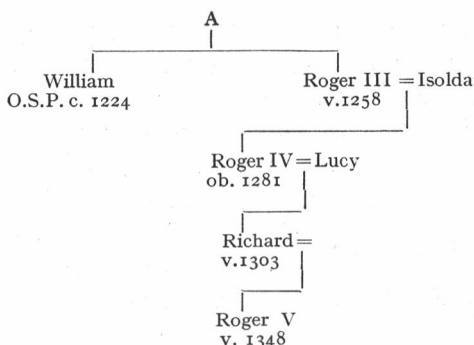 A
William Roger III = Isolda
O.S.P. c. 1224 v.1258
Roger IV = Lucy
ob. 1281
Richard =
v.1303
Roger V
v. 1348